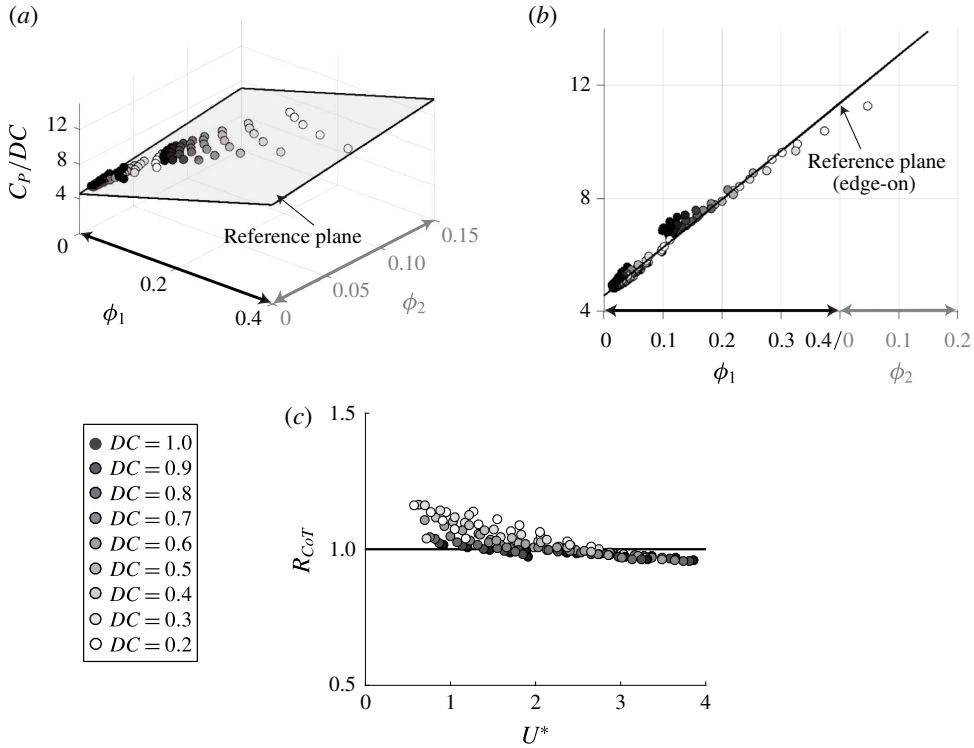 (a)
12
8
4
C_P/DC
Reference plane
0
0.2
0.4
ϕ1
0
0.05
0.10
0.15
ϕ2
(b)
12
8
4
Reference plane
(edge-on)
0 0.1 0.2 0.3 0.4/0 0.1 0.2
ϕ1 ϕ2
DC = 1.0
DC = 0.9
DC = 0.8
DC = 0.7
DC = 0.6
DC = 0.5
DC = 0.4
DC = 0.3
DC = 0.2
(c)
1.5
1.0
0.5
R_CoT
0 1 2 3 4
U*